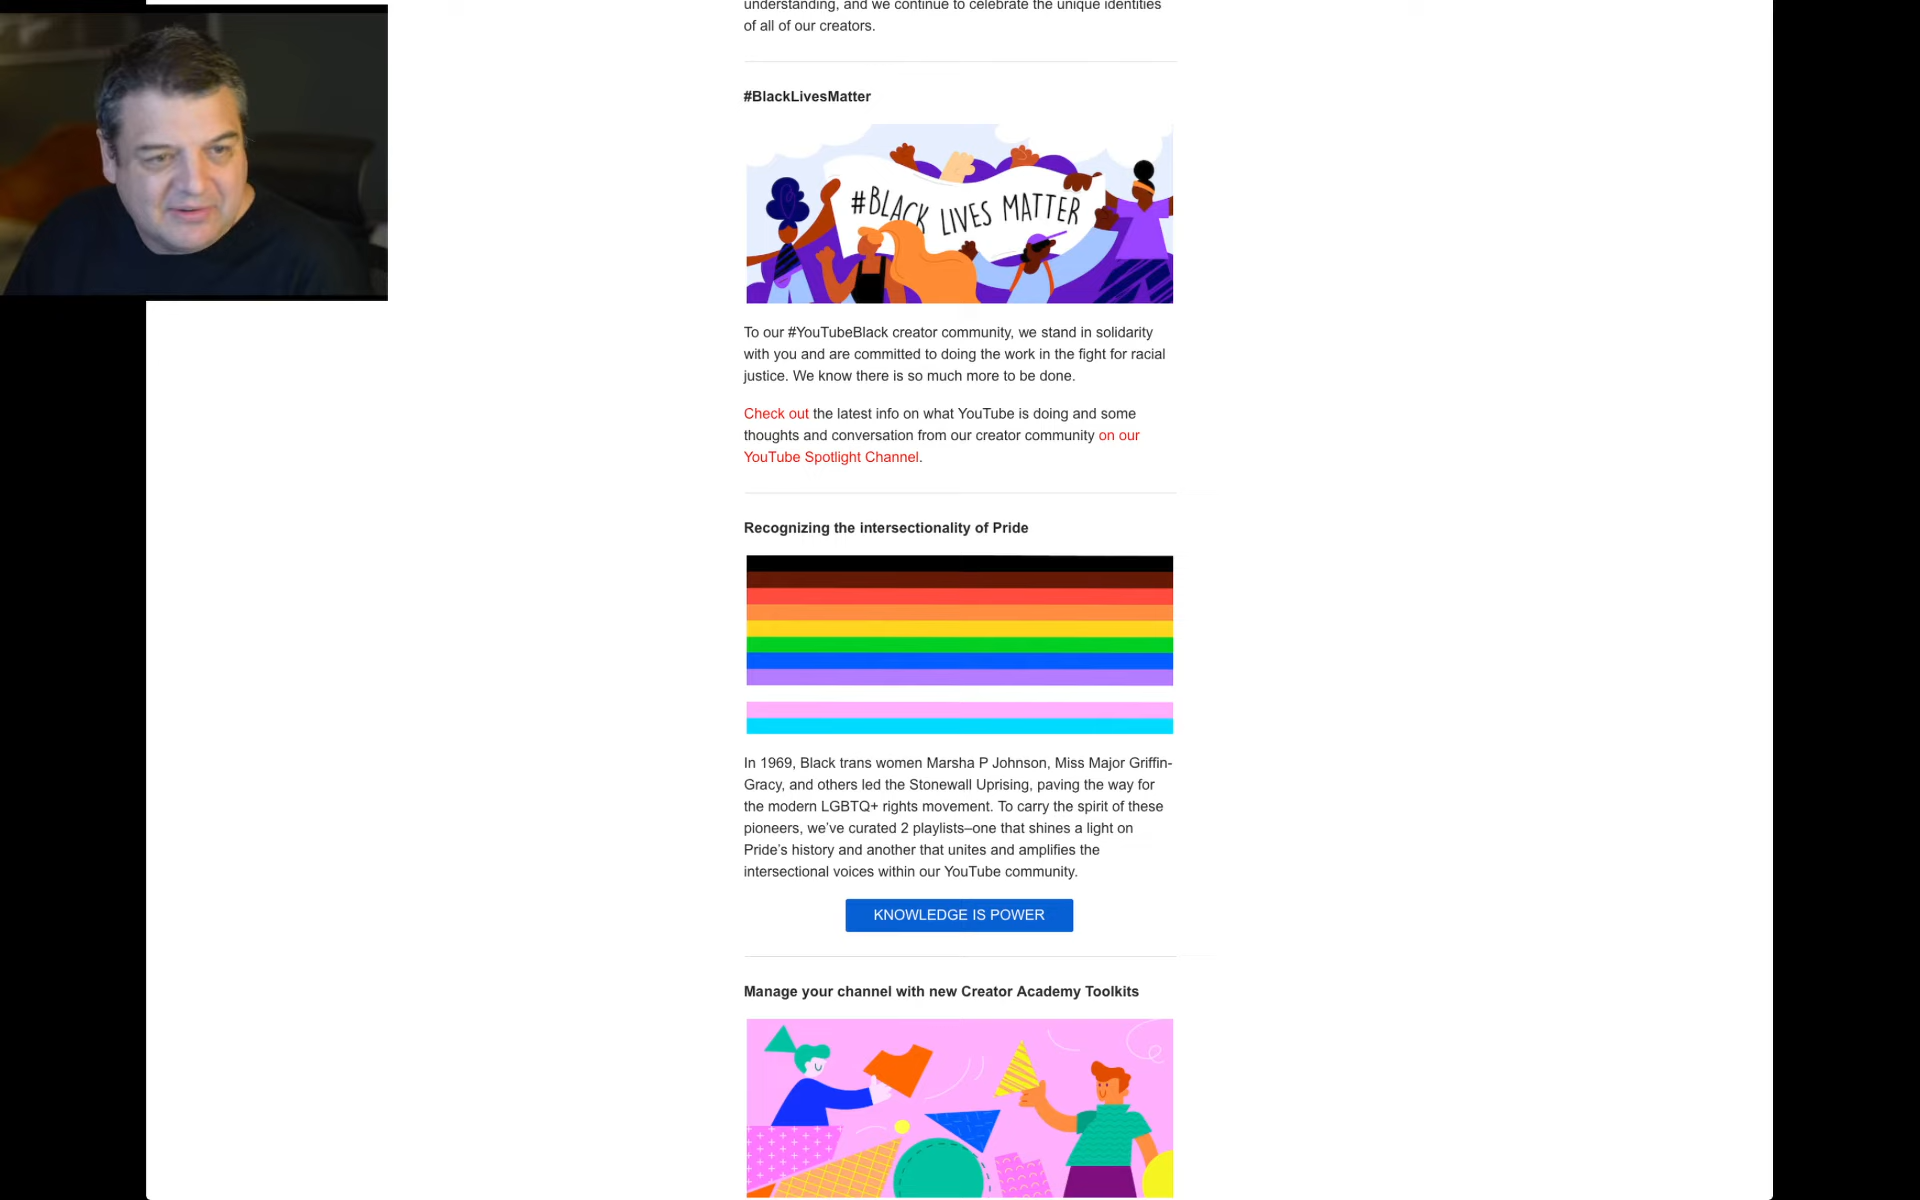 understanding, and we continue to celebrate the unique identities
of all of our creators.
#BlackLivesMatter
#BLACK LIVES MATTER
To our #YouTubeBlack creator community, we stand in solidarity
with you and are committed to doing the work in the fight for racial
justice. We know there is so much more to be done.
Check out the latest info on what YouTube is doing and some
thoughts and conversation from our creator community on our
YouTube Spotlight Channel.
Recognizing the intersectionality of Pride
In 1969, Black trans women Marsha P Johnson, Miss Major Griffin-
Gracy, and others led the Stonewall Uprising, paving the way for
the modern LGBTQ+ rights movement. To carry the spirit of these
pioneers, we’ve curated 2 playlists–one that shines a light on
Pride’s history and another that unites and amplifies the
intersectional voices within our YouTube community.
KNOWLEDGE IS POWER
Manage your channel with new Creator Academy Toolkits